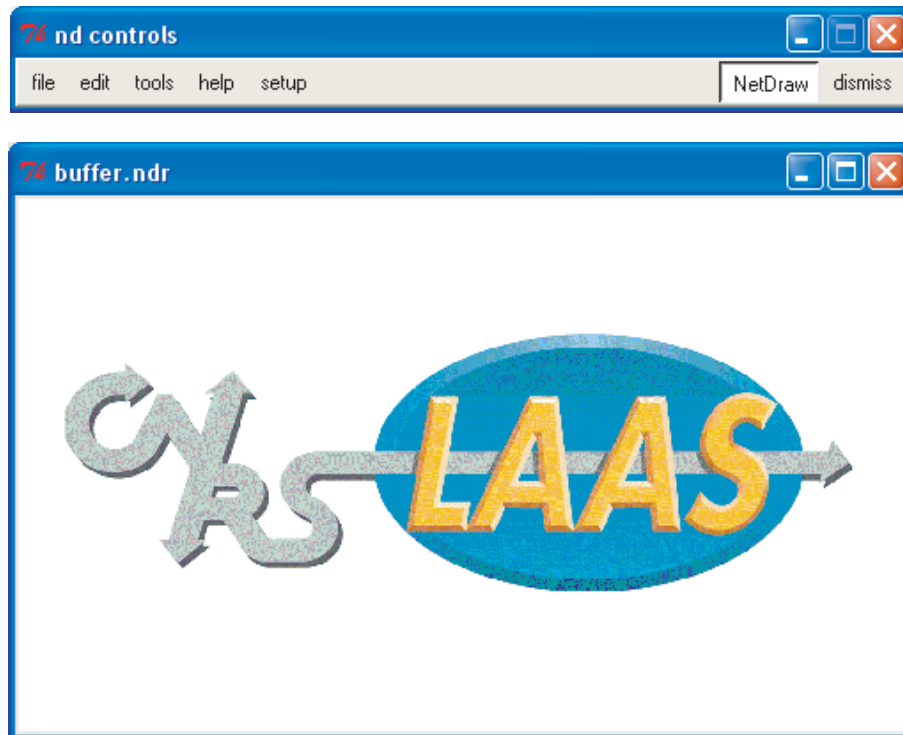 nd controls
file edit tools help setup NetDraw dismiss
buffer.ndr
CNRS LAAS